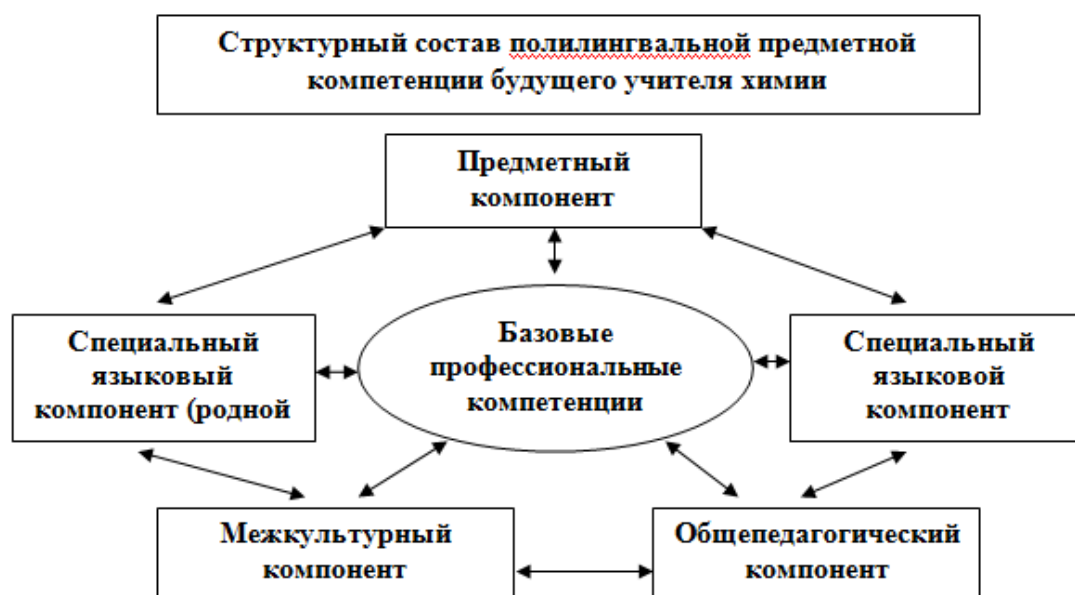 Структурный состав полилингвальной предметной
компетенции будущего учителя химии
Предметный
компонент
Специальный
языковый
компонент (родной
Базовые
профессиональные
компетенции
Специальный
языковой
компонент
Межкультурный
компонент
Общепедагогический
компонент